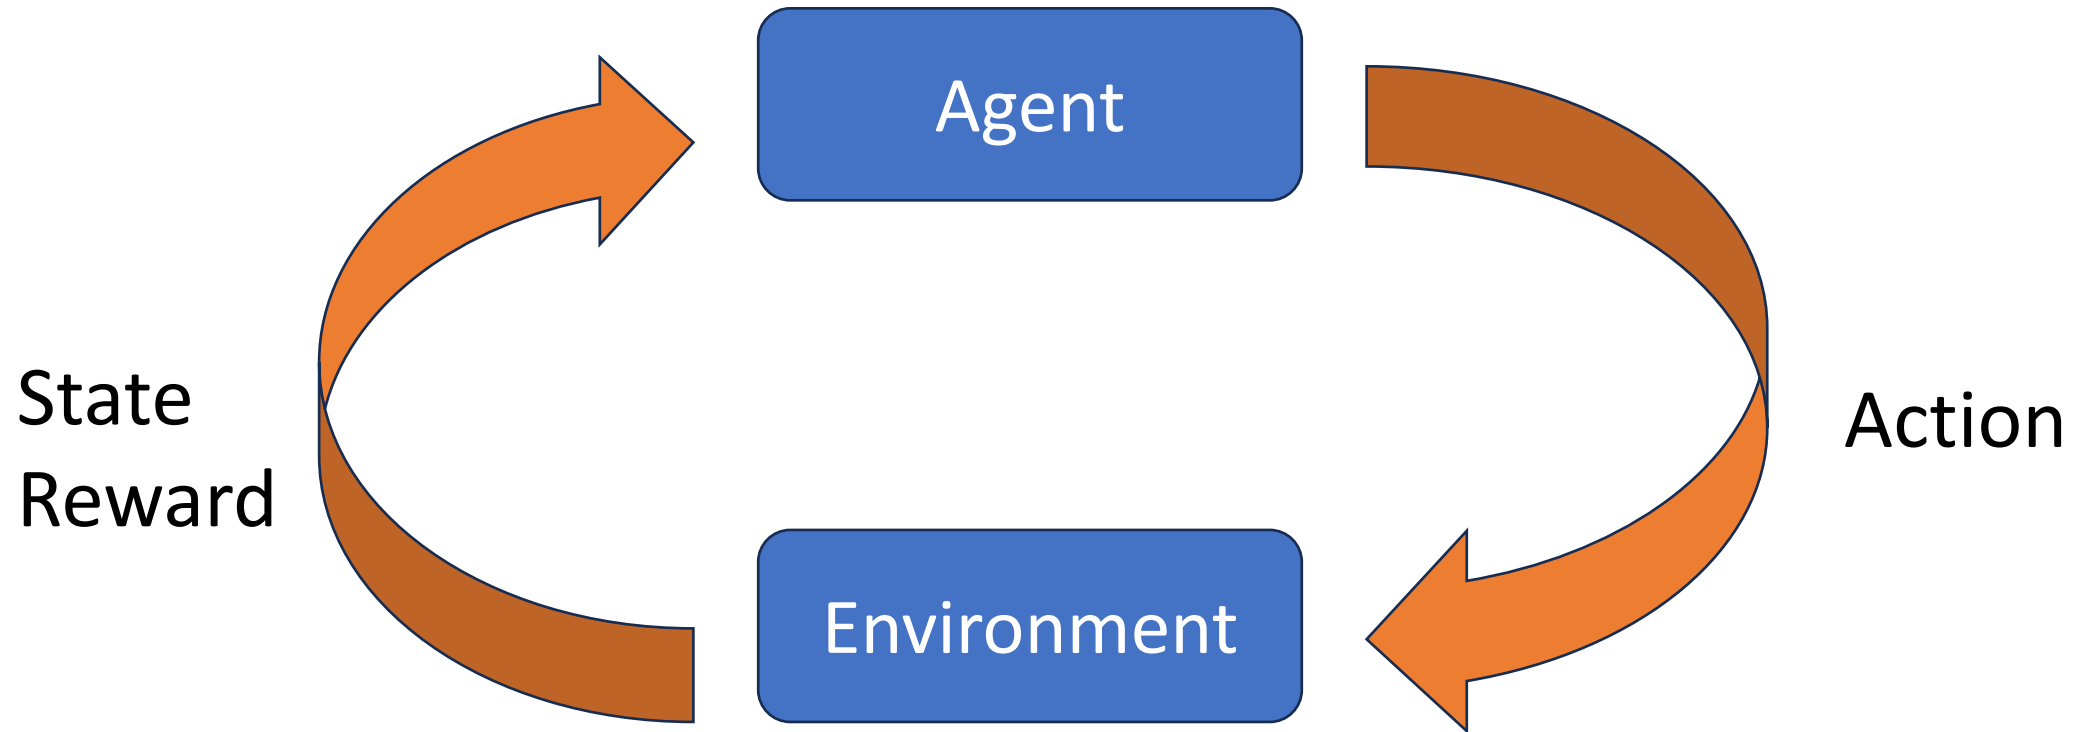 Agent
State
Reward
Action
Environment